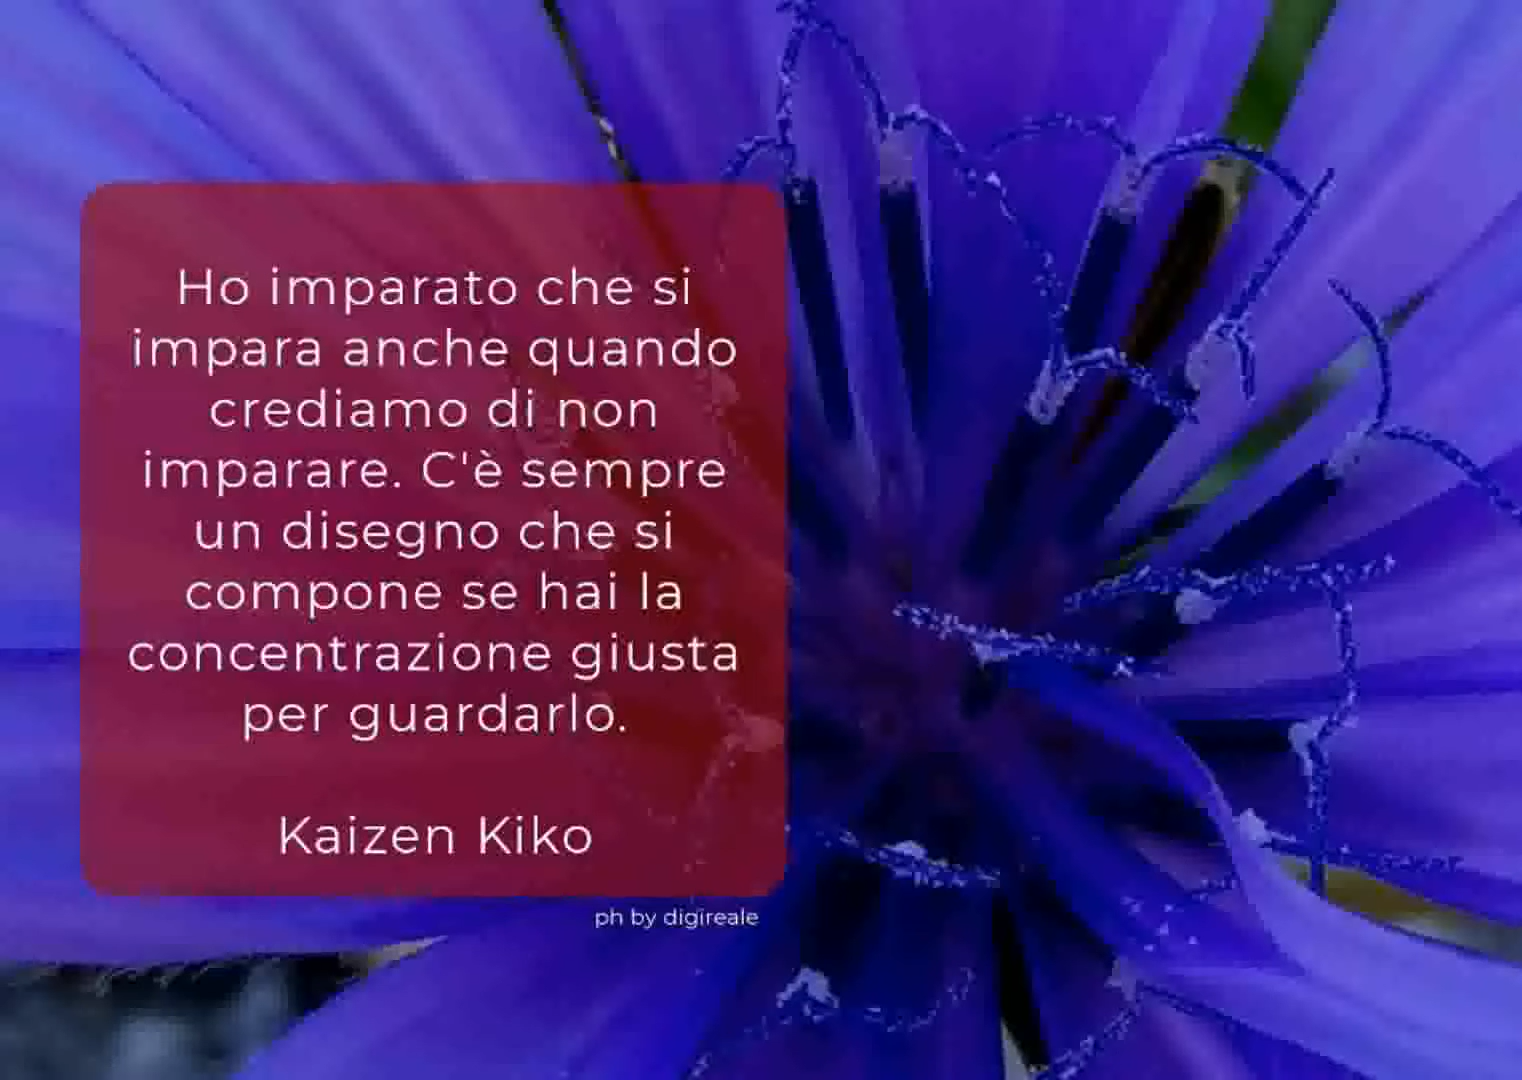 Ho imparato che si
impara anche quando
crediamo di non
imparare. C'è sempre
un disegno che si
compone se hai la
concentrazione giusta
per guardarlo.
Kaizen Kiko
ph by digireale